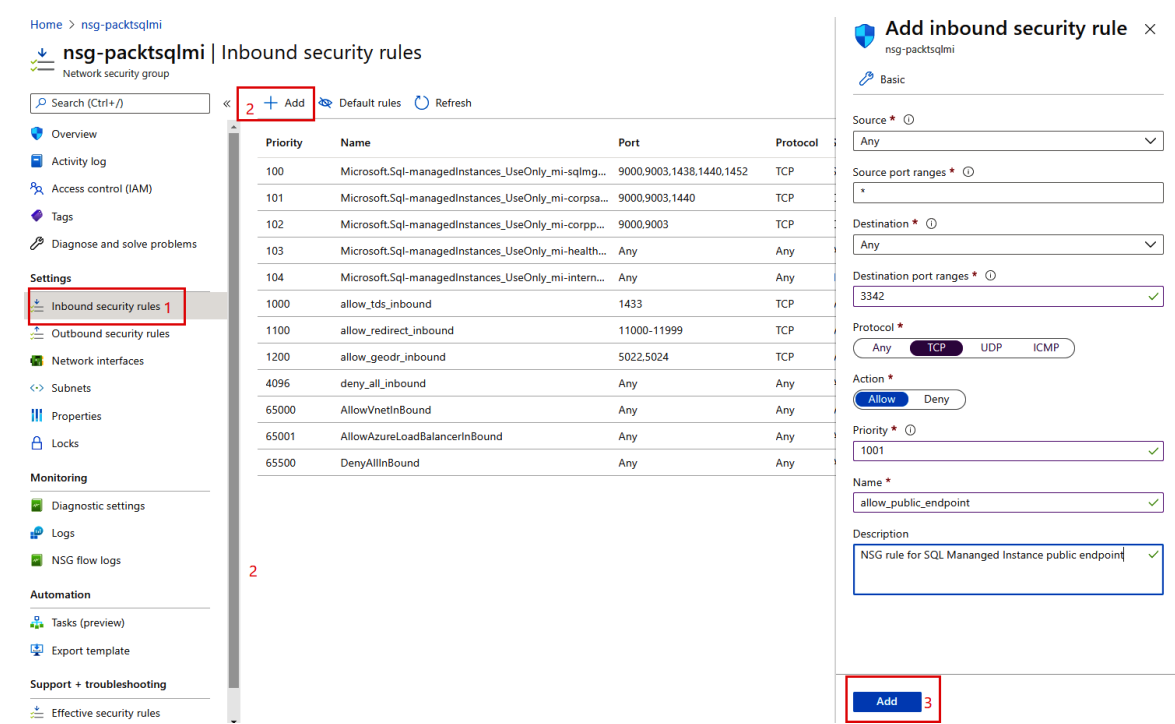 Home > nsg-packtsqlmi
nsg-packtsqlmi | Inbound security rules
Network security group
Search (Ctrl+/)
«
Overview
Activity log
Access control (IAM)
Tags
Diagnose and solve problems
Settings
Inbound security rules 1
Outbound security rules
Network interfaces
Subnets
Properties
Locks
Monitoring
Diagnostic settings
Logs
NSG flow logs
Automation
Tasks (preview)
Export template
Support + troubleshooting
Effective security rules
2 + Add Default rules Refresh
Priority Name Port Protocol
100 Microsoft.Sql-managedInstances_UseOnly_mi-sqlmg... 9000,9003,1438,1440,1452 TCP
101 Microsoft.Sql-managedInstances_UseOnly_mi-corpsa... 9000,9003,1440 TCP
102 Microsoft.Sql-managedInstances_UseOnly_mi-corpp... 9000,9003 TCP
103 Microsoft.Sql-managedInstances_UseOnly_mi-health... Any Any
104 Microsoft.Sql-managedInstances_UseOnly_mi-intern... Any Any
1000 allow_tds_inbound 1433 TCP
1100 allow_redirect_inbound 11000-11999 TCP
1200 allow_geodr_inbound 5022,5024 TCP
4096 deny_all_inbound Any Any
65000 AllowVnetInBound Any Any
65001 AllowAzureLoadBalancerInBound Any Any
65500 DenyAllInBound Any Any
2
Add inbound security rule ×
nsg-packtsqlmi
Basic
Source *
Any
Source port ranges *
*
Destination *
Any
Destination port ranges *
3342
Protocol *
Any TCP UDP ICMP
Action *
Allow Deny
Priority *
1001
Name *
allow_public_endpoint
Description
NSG rule for SQL Mananged Instance public endpoint
Add 3